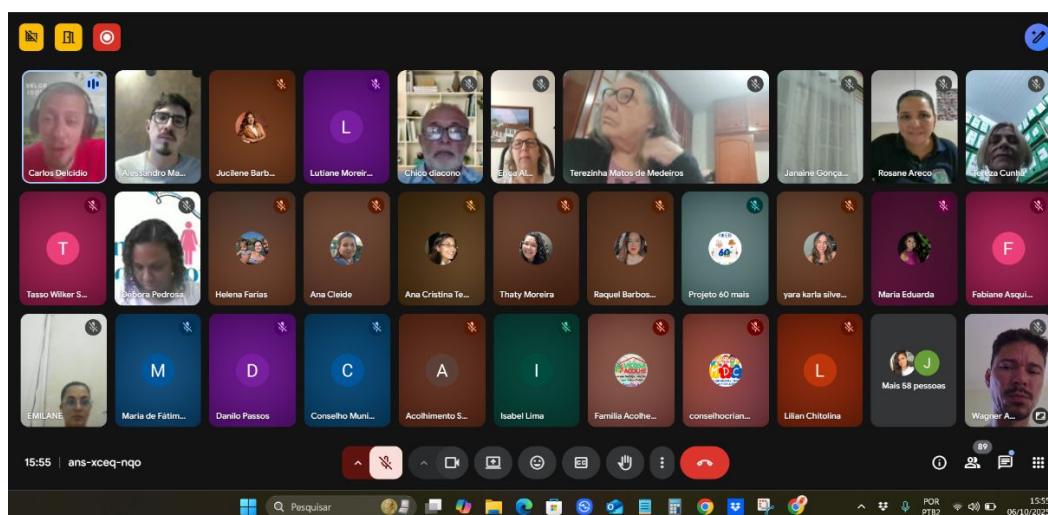 Carlos Delcídio
Alessandro Ma...
Jucilene Barb...
L
Lutiane Moreir...
Chico diacono
Terezinha Matos de Medeiros
Janaine Gonça...
Rosane Areco
Tereza Cunha
T
Tasso Wilker S...
Débora Pedrosa
Helena Farias
Ana Cleide
Ana Cristina Te...
Thaty Moreira
Raquel Barbos...
60
Projeto 60 mais
yara karla silve...
Maria Eduarda
F
Fabiane Asqui...
EMILANE
M
Maria de Fátim...
D
Danilo Passos
C
Conselho Muni...
A
Acolhimento S...
I
Isabel Lima
Família Acolhe...
conselhocrian...
L
Lilian Chitolina
J
Mais 58 pessoas
Wagner A...
15:55 | ans-xceq-nqo
89
Pesquisar
POR
PTB2
15:55
06/10/2025